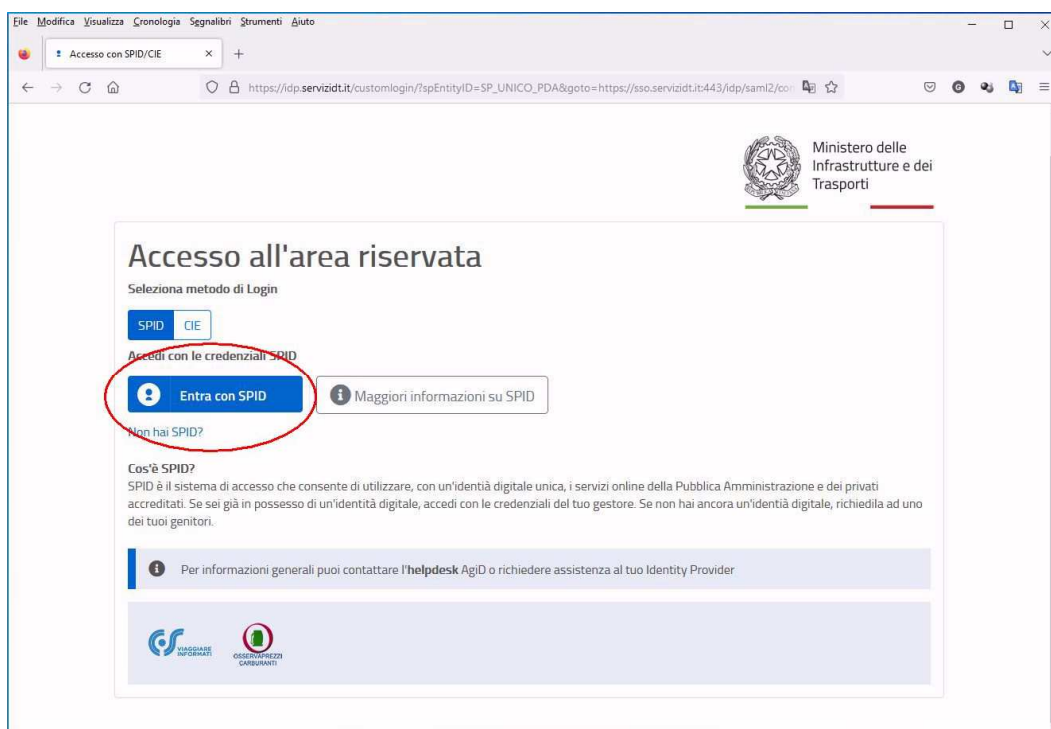 File Modifica Visualizza Cronologia Segnalibri Strumenti Aiuto
Accesso con SPID/CIE
https://idp.servizidt.it/customlogin/?spEntityID=SP_UNICO_PDA&goto=https://sso.servizidt.it:443/idp/saml2/con
Ministero delle
Infrastrutture e dei
Trasporti
Accesso all'area riservata
Seleziona metodo di Login
SPID CIE
Accedi con le credenziali SPID
Entra con SPID Maggiori informazioni su SPID
Non hai SPID?
Cos'è SPID?
SPID è il sistema di accesso che consente di utilizzare, con un'identià digitale unica, i servizi online della Pubblica Amministrazione e dei privati
accreditati. Se sei già in possesso di un'identità digitale, accedi con le credenziali del tuo gestore. Se non hai ancora un'identià digitale, richiedila ad uno
dei tuoi genitori.
Per informazioni generali puoi contattare l'helpdesk AgiD o richiedere assistenza al tuo Identity Provider
VIAGGIARE
INFORMATI
OSSERVAPREZZI
CARBURANTI